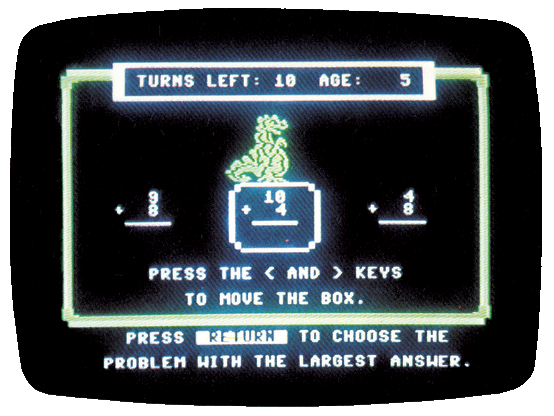 TURNS LEFT: 10 AGE: 5
3 10 4
+ 8 + 4 + 8
PRESS THE < AND > KEYS
TO MOVE THE BOX.
PRESS RETURN TO CHOOSE THE
PROBLEM WITH THE LARGEST ANSWER.